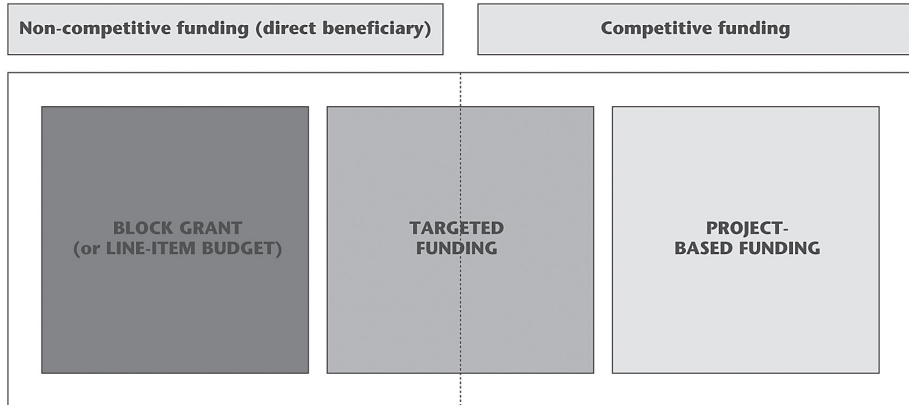 Non-competitive funding (direct beneficiary)
Competitive funding
BLOCK GRANT
(or LINE-ITEM BUDGET)
TARGETED
FUNDING
PROJECT-
BASED FUNDING